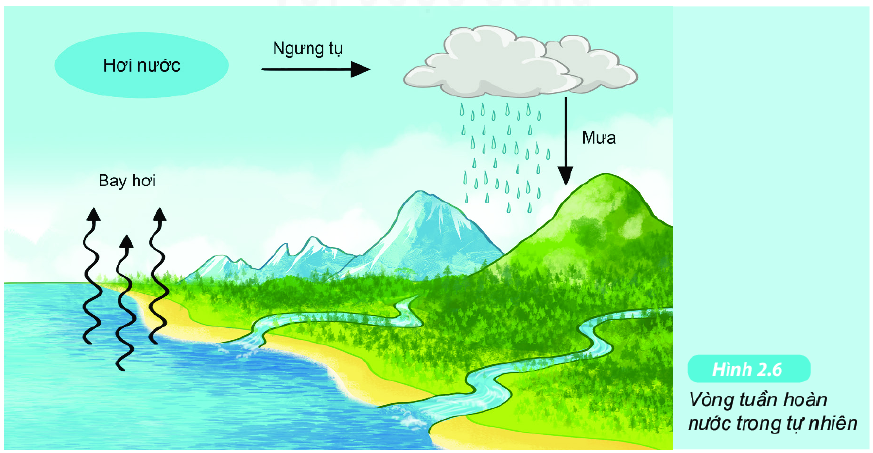 Hơi nước
Ngưng tụ
Mưa
Bay hơi
Hình 2.6
Vòng tuần hoàn
nước trong tự nhiên